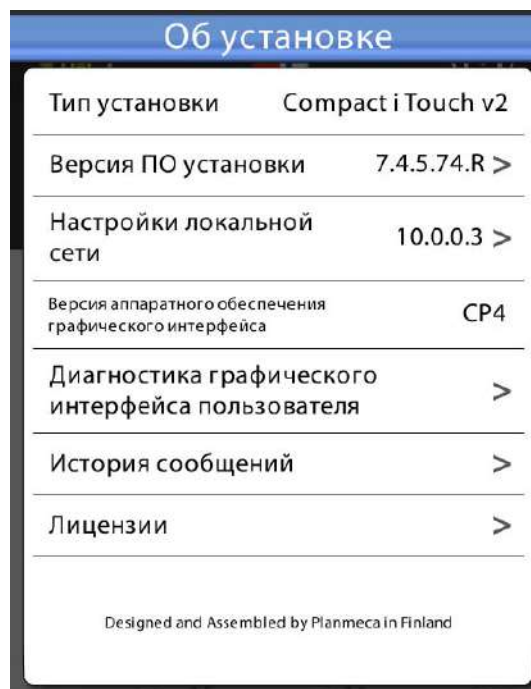 Об установке
Тип установки Compact i Touch v2
Версия ПО установки 7.4.5.74.R >
Настройки локальной
сети 10.0.0.3 >
Версия аппаратного обеспечения
графического интерфейса CP4
Диагностика графического
интерфейса пользователя >
История сообщений >
Лицензии >
Designed and Assembled by Planmeca in Finland